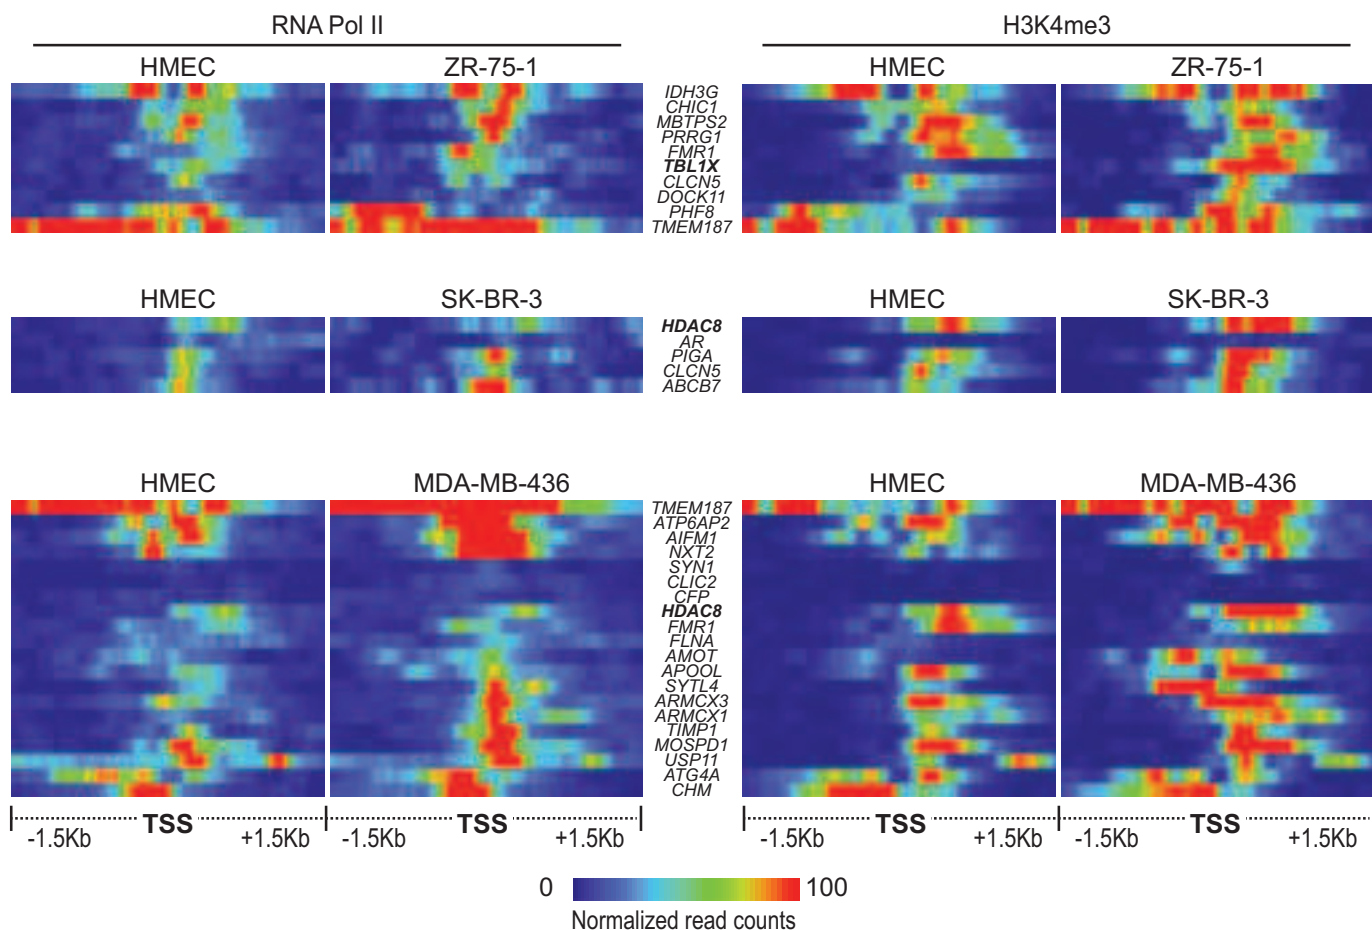 RNA Pol II
H3K4me3
HMEC
ZR-75-1
HMEC
ZR-75-1
IDH3G
CHIC1
MBTPS2
PRRG1
FMR1
TBL1X
CLCN5
DOCK11
PHF8
TMEM187
HMEC
SK-BR-3
HMEC
SK-BR-3
HDAC8
AR
PIGA
CLCN5
ABCB7
HMEC
MDA-MB-436
HMEC
MDA-MB-436
TMEM187
ATP6AP2
AIFM1
NXT2
SYN1
CLIC2
CFP
HDAC8
FMR1
FLNA
AMOT
APOOL
SYTL4
ARMCX3
ARMCX1
TIMP1
MOSPD1
USP11
ATG4A
CHM
-1.5Kb TSS +1.5Kb
-1.5Kb TSS +1.5Kb
-1.5Kb TSS +1.5Kb
-1.5Kb TSS +1.5Kb
0 100
Normalized read counts